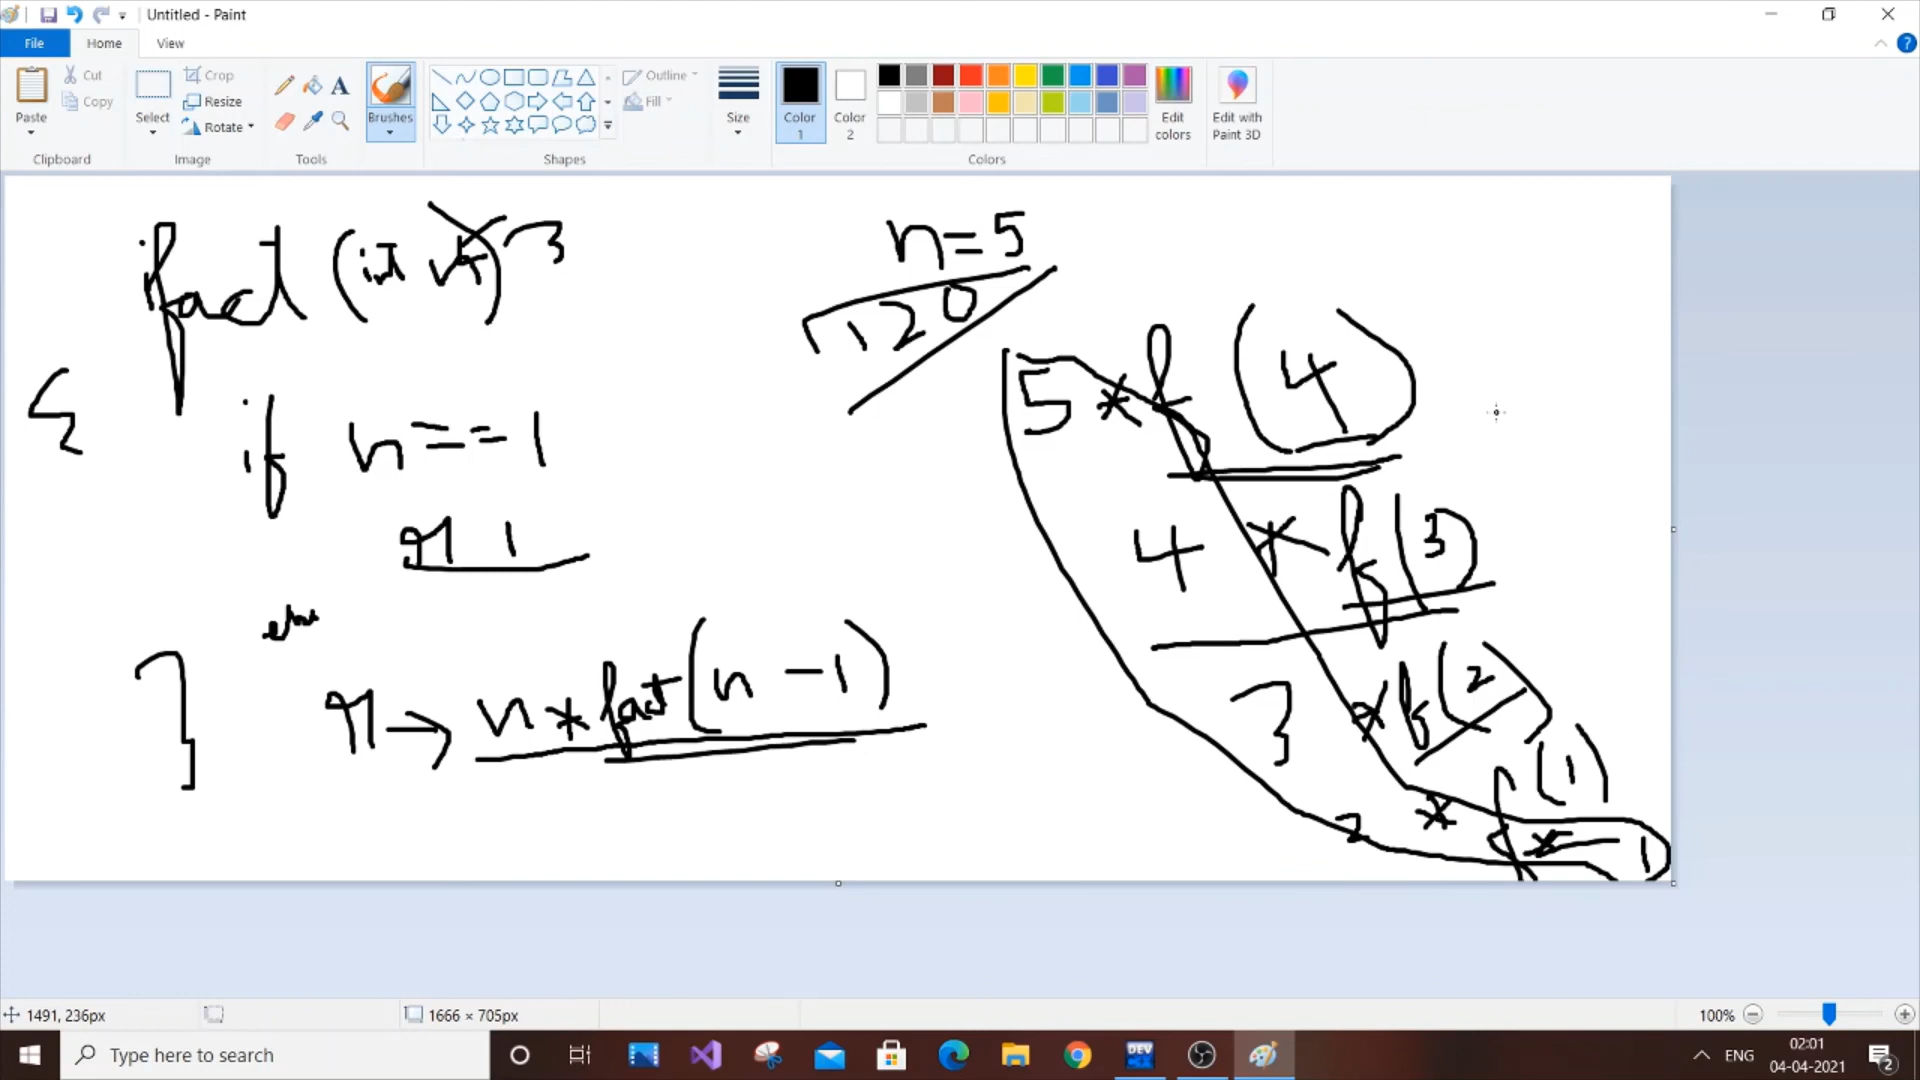 Untitled - Paint
File Home View
Paste
Cut
Copy
Clipboard
Select
Crop
Resize
Rotate
Image
Tools
Brushes
Shapes
Outline
Fill
Size
Color 1
Color 2
Colors
Edit colors
Edit with Paint 3D
fact (int n) 3
{
if n == 1
r 1
else
r → n * fact (n - 1)
}
n = 5
120
5 * f (4)
4 * f (3)
3 * f (2)
2 * f (1)
1
1491, 236px
1666 × 705px
100%
Type here to search
DEV
ENG
02:01
04-04-2021
2